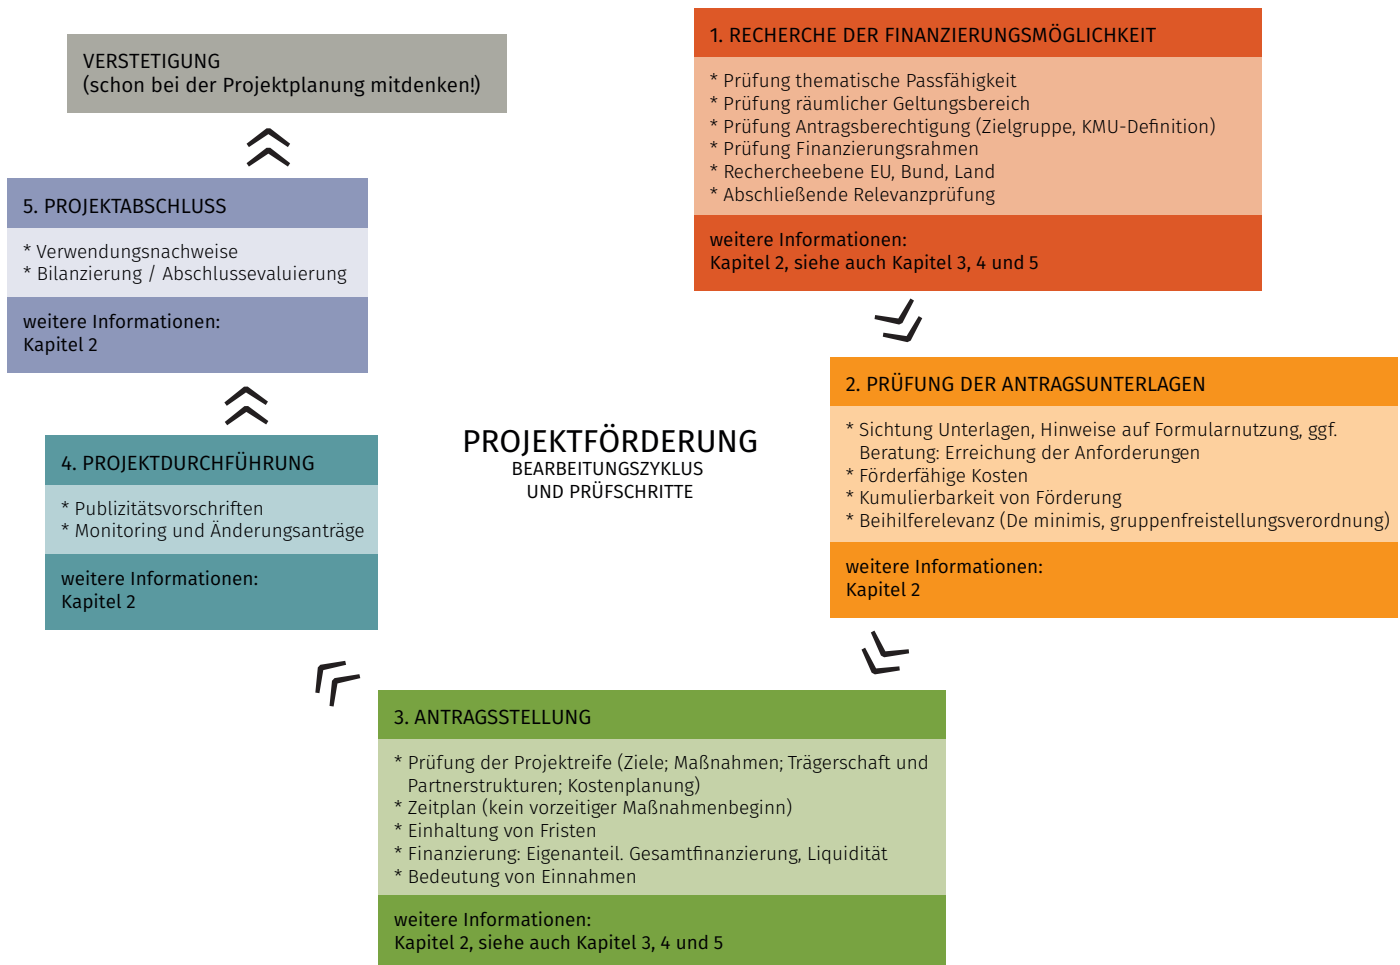 PROJEKTFÖRDERUNG
BEARBEITUNGSZYKLUS
UND PRÜFSCHRITTE
1. RECHERCHE DER FINANZIERUNGSMÖGLICHKEIT
* Prüfung thematische Passfähigkeit
* Prüfung räumlicher Geltungsbereich
* Prüfung Antragsberechtigung (Zielgruppe, KMU-Definition)
* Prüfung Finanzierungsrahmen
* Rechercheebene EU, Bund, Land
* Abschließende Relevanzprüfung
weitere Informationen:
Kapitel 2, siehe auch Kapitel 3, 4 und 5
2. PRÜFUNG DER ANTRAGSUNTERLAGEN
* Sichtung Unterlagen, Hinweise auf Formularnutzung, ggf.
Beratung: Erreichung der Anforderungen
* Förderfähige Kosten
* Kumulierbarkeit von Förderung
* Beihilferelevanz (De minimis, gruppenfreistellungsverordnung)
weitere Informationen:
Kapitel 2
3. ANTRAGSSTELLUNG
* Prüfung der Projektreife (Ziele; Maßnahmen; Trägerschaft und
Partnerstrukturen; Kostenplanung)
* Zeitplan (kein vorzeitiger Maßnahmenbeginn)
* Einhaltung von Fristen
* Finanzierung: Eigenanteil. Gesamtfinanzierung, Liquidität
* Bedeutung von Einnahmen
weitere Informationen:
Kapitel 2, siehe auch Kapitel 3, 4 und 5
4. PROJEKTDURCHFÜHRUNG
* Publizitätsvorschriften
* Monitoring und Änderungsanträge
weitere Informationen:
Kapitel 2
5. PROJEKTABSCHLUSS
* Verwendungsnachweise
* Bilanzierung / Abschlussevaluierung
weitere Informationen:
Kapitel 2
VERSTETIGUNG
(schon bei der Projektplanung mitdenken!)